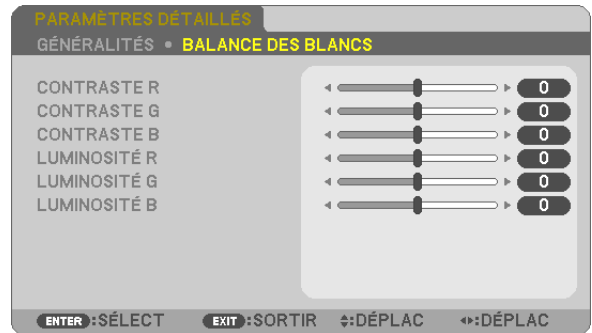 PARAMÈTRES DÉTAILLÉS
GÉNÉRALITÉS • BALANCE DES BLANCS
CONTRASTE R 0
CONTRASTE G 0
CONTRASTE B 0
LUMINOSITÉ R 0
LUMINOSITÉ G 0
LUMINOSITÉ B 0
ENTER :SÉLECT EXIT :SORTIR :DÉPLAC :DÉPLAC